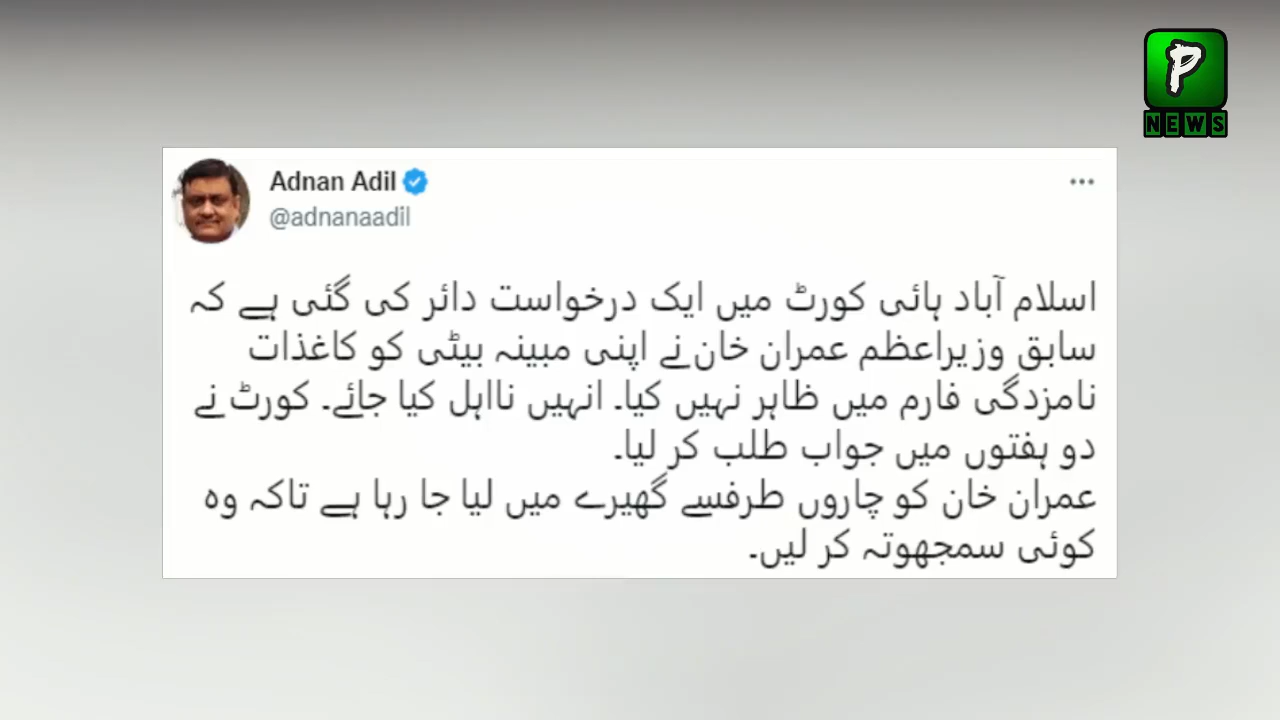 P
NEWS
Adnan Adil
@adnanaadil
اسلام آباد ہائی کورٹ میں ایک درخواست دائر کی گئی ہے کہ
سابق وزیراعظم عمران خان نے اپنی مبینہ بیٹی کو کاغذات
نامزدگی فارم میں ظاہر نہیں کیا۔ انہیں نااہل کیا جائے۔ کورٹ نے
دو ہفتوں میں جواب طلب کر لیا۔
عمران خان کو چاروں طرفسے گھیرے میں لیا جا رہا ہے تاکہ وہ
کوئی سمجھوتہ کر لیں۔